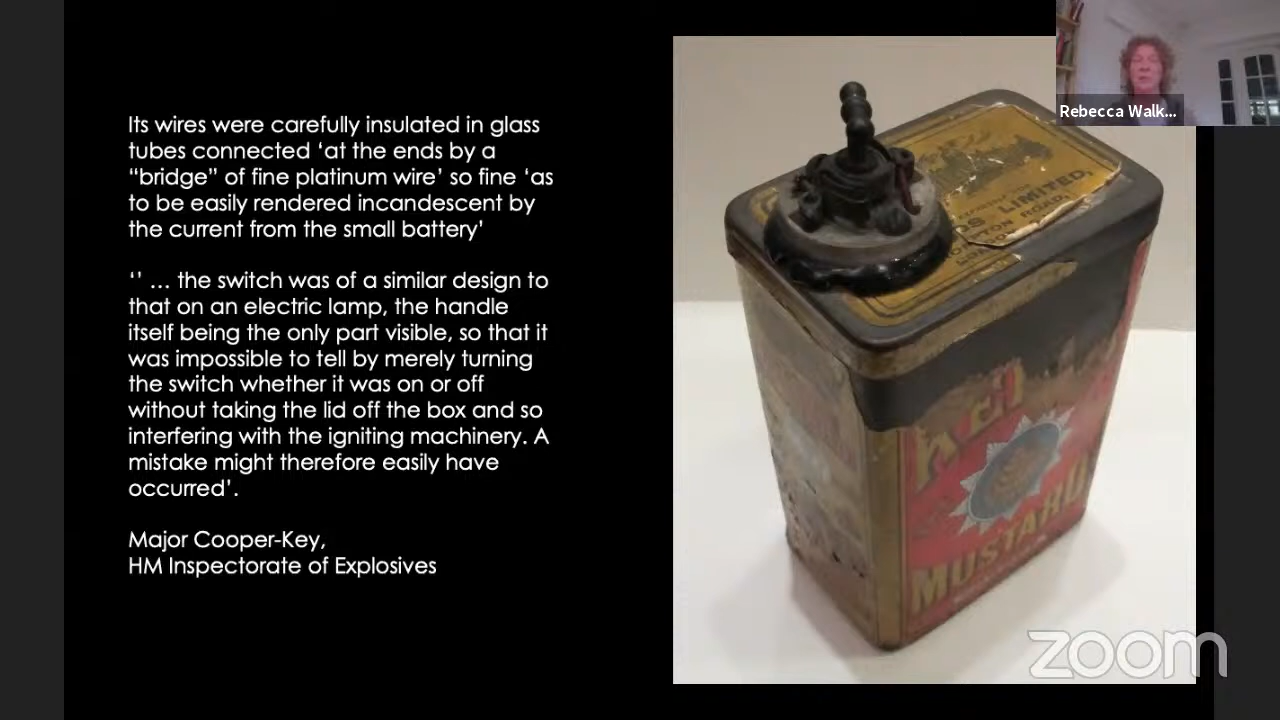 Its wires were carefully insulated in glass
tubes connected ‘at the ends by a
“bridge” of fine platinum wire’ so fine ‘as
to be easily rendered incandescent by
the current from the small battery’
‘’ … the switch was of a similar design to
that on an electric lamp, the handle
itself being the only part visible, so that it
was impossible to tell by merely turning
the switch whether it was on or off
without taking the lid off the box and so
interfering with the igniting machinery. A
mistake might therefore easily have
occurred’.
Major Cooper-Key,
HM Inspectorate of Explosives
Rebecca Walk...
LIMITED,
ROAD,
MUSTARD
zoom